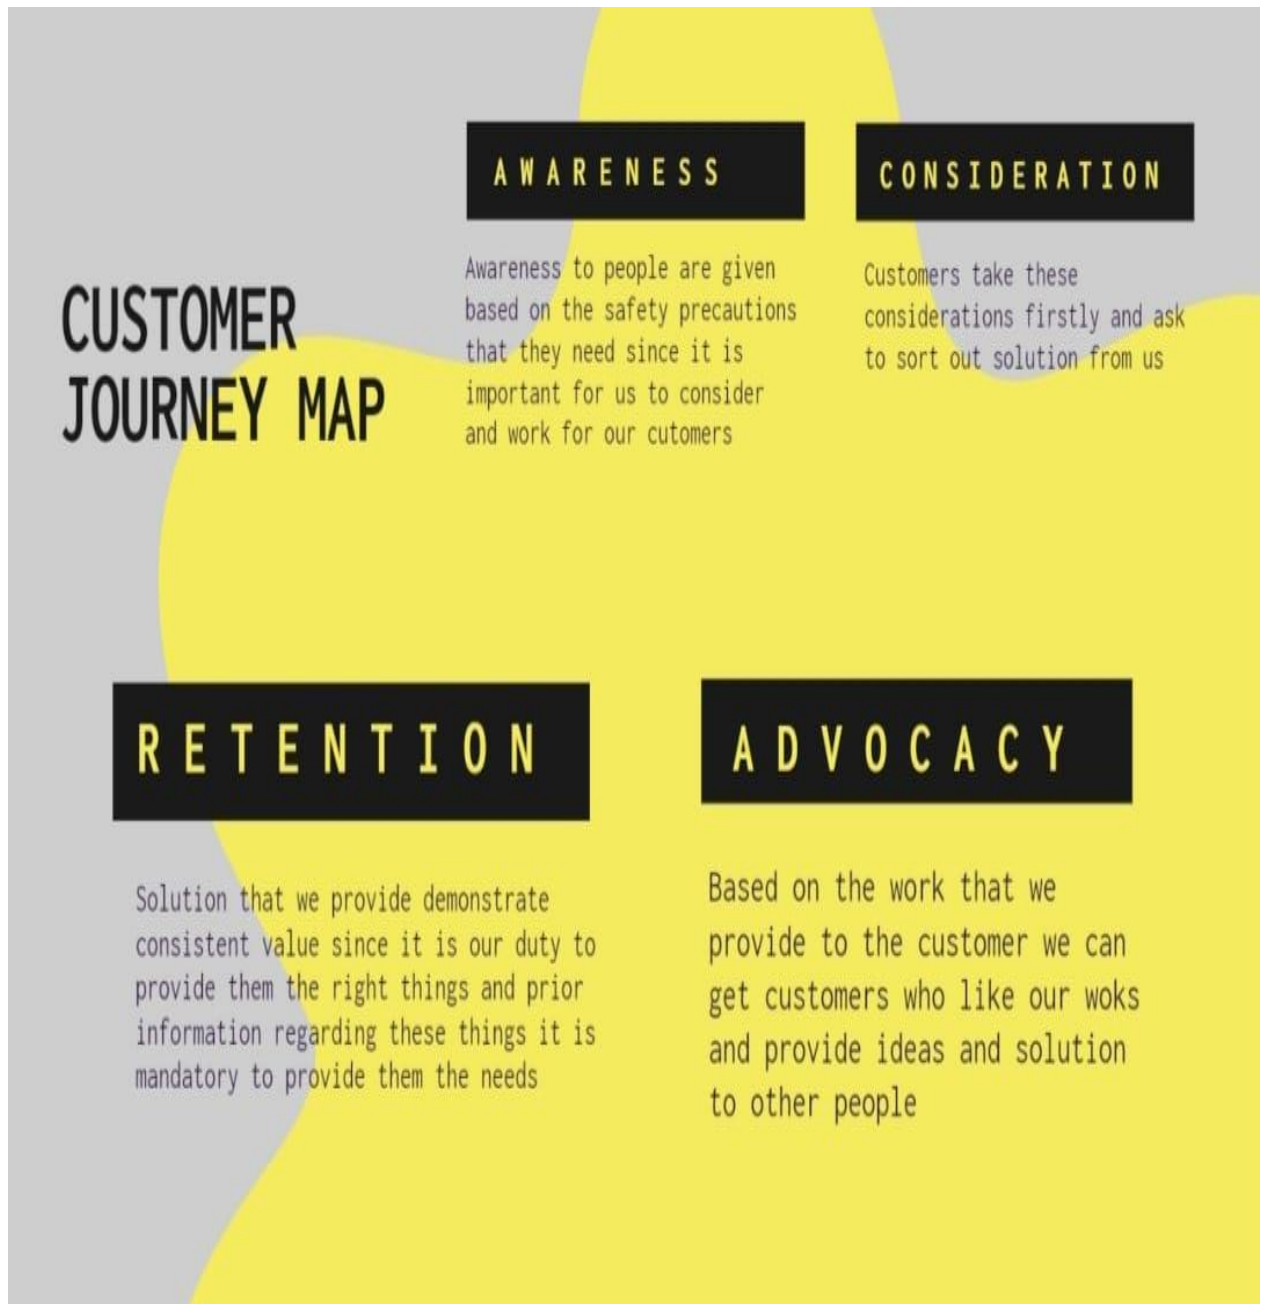 CUSTOMER
JOURNEY MAP
AWARENESS
Awareness to people are given
based on the safety precautions
that they need since it is
important for us to consider
and work for our cutomers
CONSIDERATION
Customers take these
considerations firstly and ask
to sort out solution from us
RETENTION
Solution that we provide demonstrate
consistent value since it is our duty to
provide them the right things and prior
information regarding these things it is
mandatory to provide them the needs
ADVOCACY
Based on the work that we
provide to the customer we can
get customers who like our woks
and provide ideas and solution
to other people